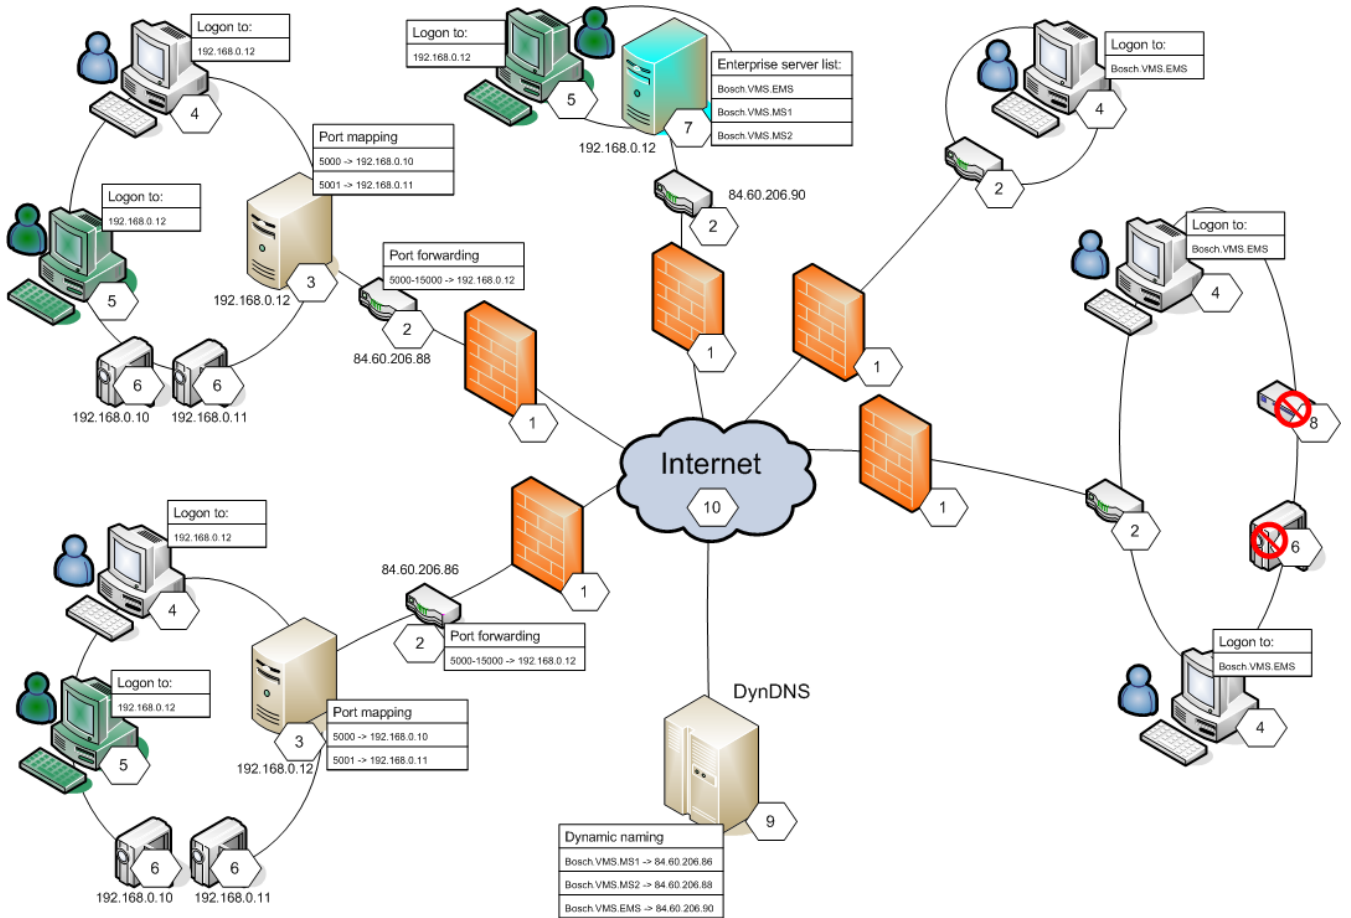 Logon to:
192.168.0.12
4
Port mapping
5000 -> 192.168.0.10
5001 -> 192.168.0.11
Logon to:
192.168.0.12
5
3
192.168.0.12
Port forwarding
5000-15000 -> 192.168.0.12
2
84.60.206.88
1
6
6
192.168.0.10
192.168.0.11
Logon to:
192.168.0.12
5
7
192.168.0.12
Enterprise server list:
Bosch.VMS.EMS
Bosch.VMS.MS1
Bosch.VMS.MS2
84.60.206.90
2
1
Logon to:
Bosch.VMS.EMS
4
2
1
Logon to:
Bosch.VMS.EMS
4
8
6
2
1
Logon to:
Bosch.VMS.EMS
4
Internet
10
Logon to:
192.168.0.12
4
84.60.206.86
1
2
Port forwarding
5000-15000 -> 192.168.0.12
Logon to:
192.168.0.12
5
3
192.168.0.12
Port mapping
5000 -> 192.168.0.10
5001 -> 192.168.0.11
6
6
192.168.0.10
192.168.0.11
DynDNS
9
Dynamic naming
Bosch.VMS.MS1 -> 84.60.206.86
Bosch.VMS.MS2 -> 84.60.206.88
Bosch.VMS.EMS -> 84.60.206.90